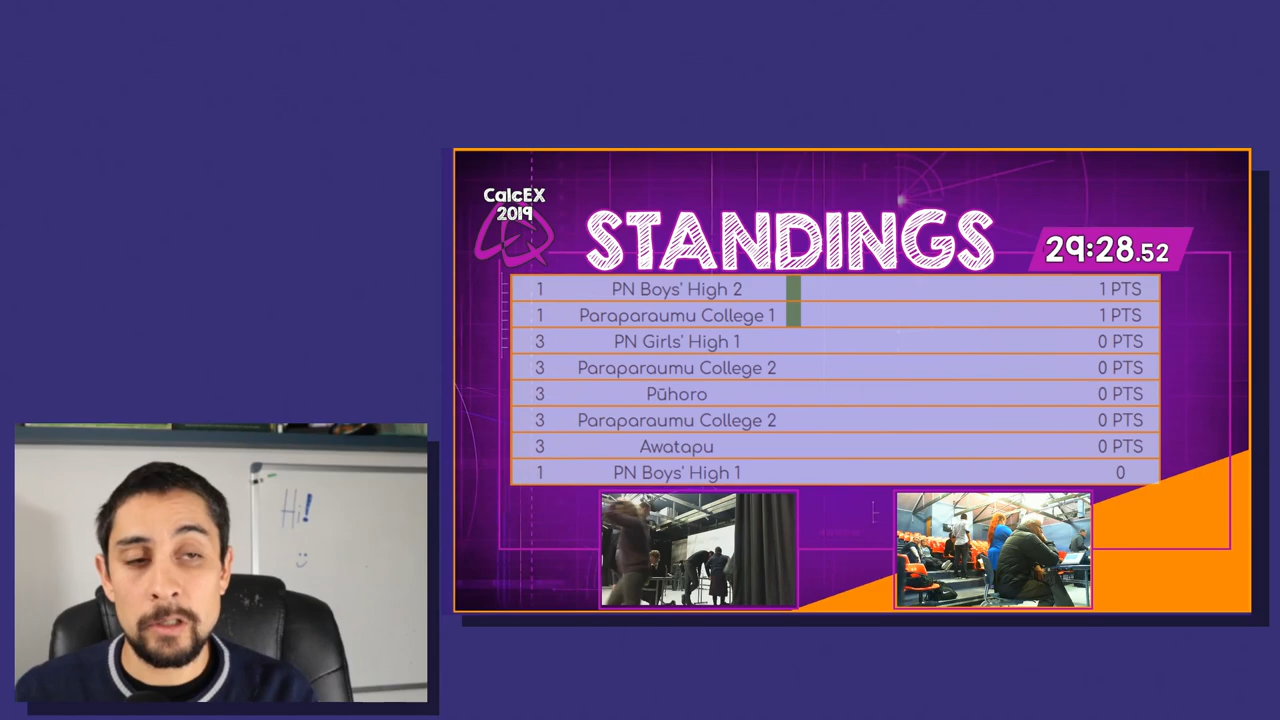 CalcEX
2019
STANDINGS
29:28.52
1 PN Boys' High 2 1 PTS
1 Paraparaumu College 1 1 PTS
3 PN Girls' High 1 0 PTS
3 Paraparaumu College 2 0 PTS
3 Pūhoro 0 PTS
3 Paraparaumu College 2 0 PTS
3 Awatapu 0 PTS
1 PN Boys' High 1 0
Hi!
:)